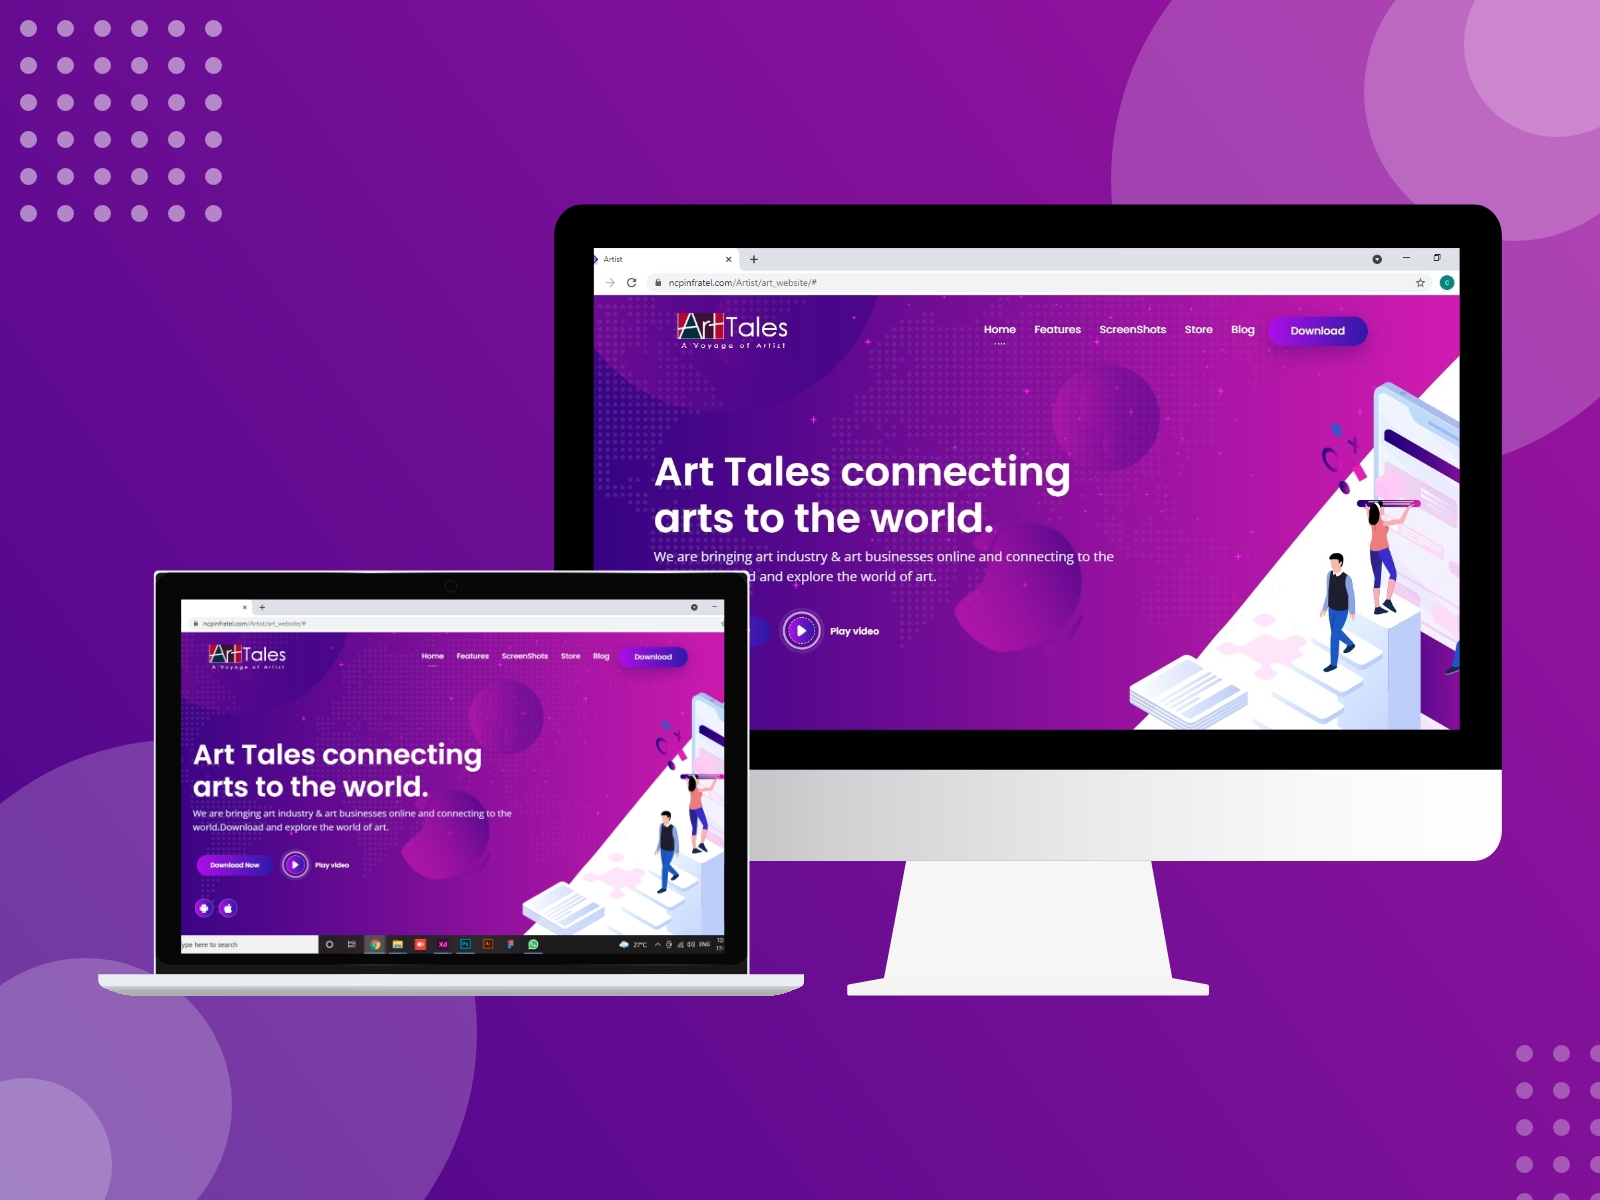 Artist
ncpinfratel.com/Artist/art_website/#
ArtTales
A Voyage of Artist
Home Features ScreenShots Store Blog Download
Art Tales connecting
arts to the world.
We are bringing art industry & art businesses online and connecting to the
d and explore the world of art.
Play video
ncpinfratel.com/Artist/art_website/#
ArtTales
A Voyage of Artist
Home Features ScreenShots Store Blog Download
Art Tales connecting
arts to the world.
We are bringing art industry & art businesses online and connecting to the
world.Download and explore the world of art.
Download Now Play video
ype here to search
Xd Ps Ai 27°C ENG